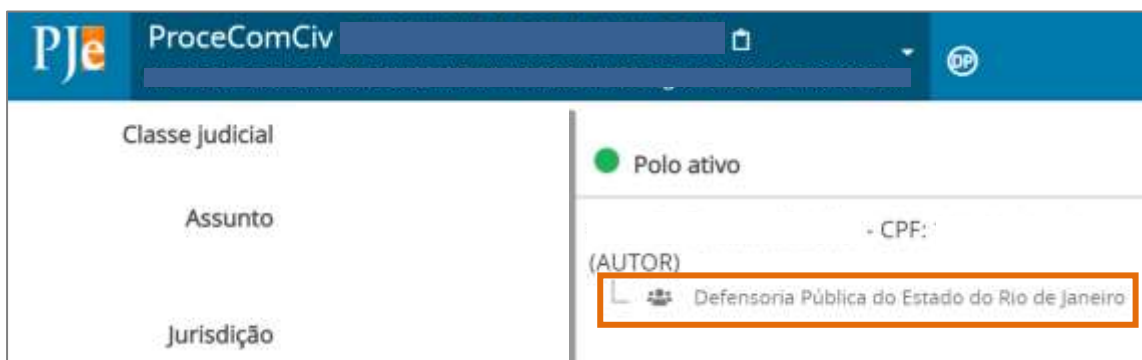 PJe
ProceComCiv
DP
Classe judicial
Assunto
Jurisdição
Polo ativo
- CPF:
(AUTOR)
Defensoria Pública do Estado do Rio de Janeiro